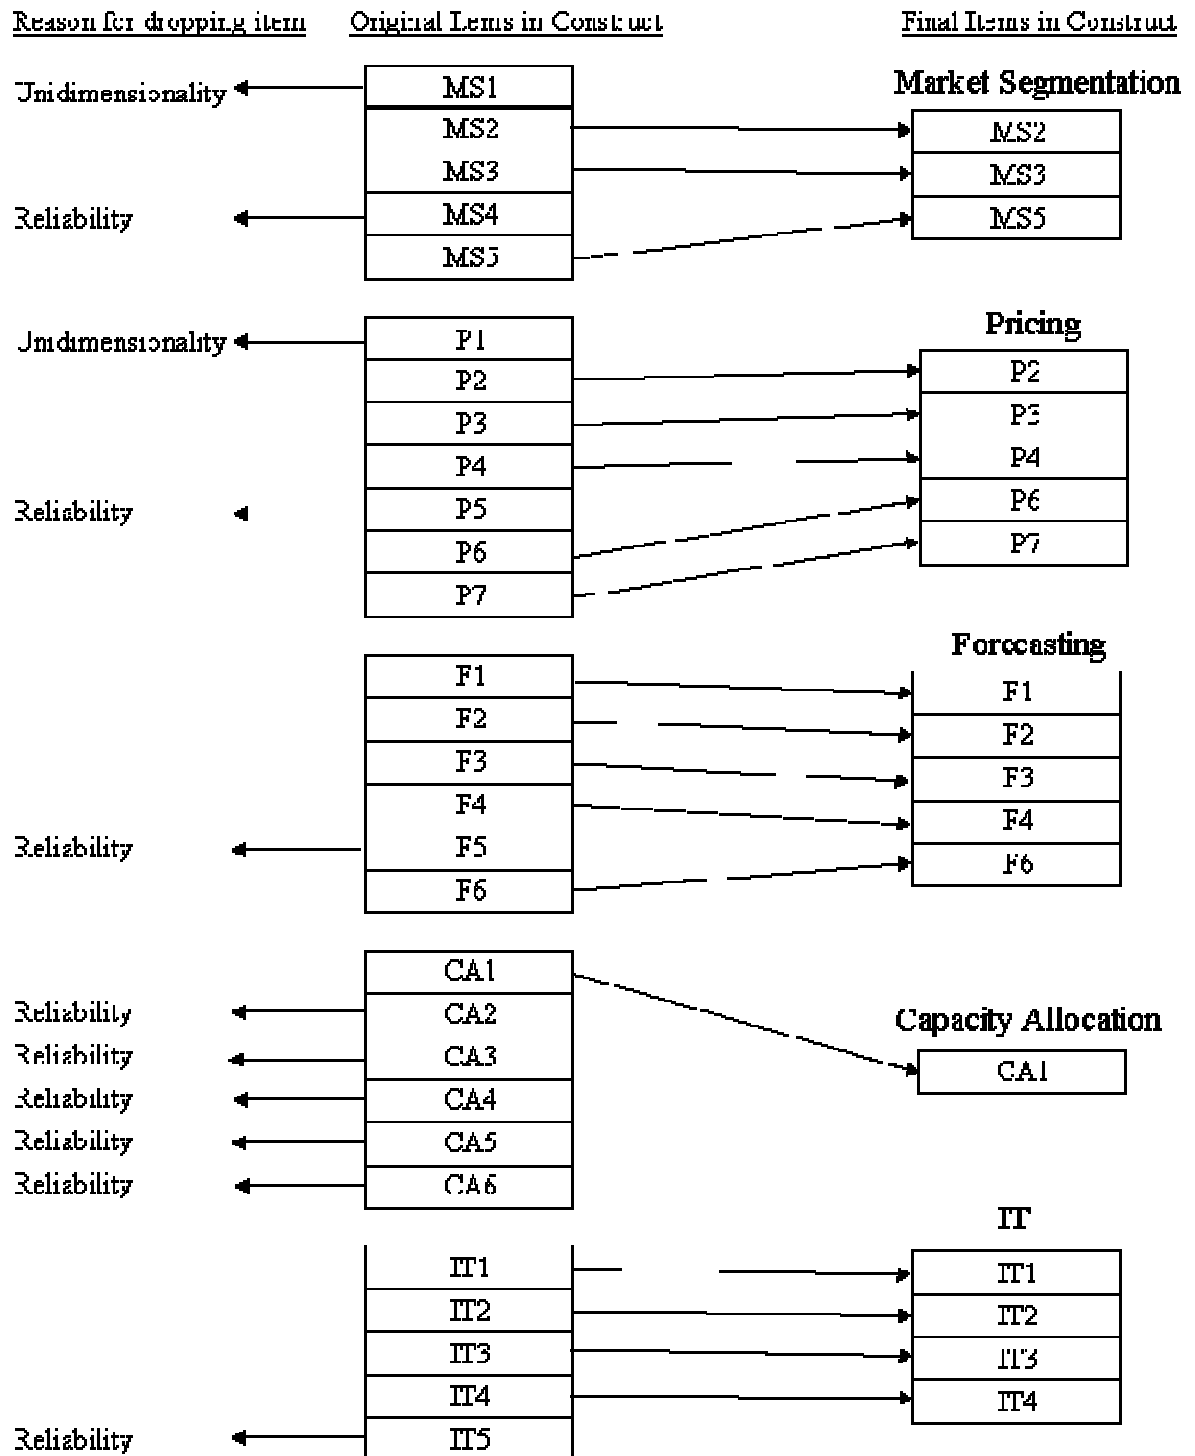 Reason for dropping item Original Items in Construct Final Items in Construct
Market Segmentation
Unidimensionality MS1
MS2 MS2
MS3 MS3
Reliability MS4 MS5
MS5
Pricing
Unidimensionality P1
P2 P2
P3 P3
P4 P4
Reliability P5 P6
P6 P7
P7
Forecasting
F1 F1
F2 F2
F3 F3
F4 F4
Reliability F5 F6
F6
CA1
Reliability CA2 Capacity Allocation
Reliability CA3 CA1
Reliability CA4
Reliability CA5
Reliability CA6
IT
IT1 IT1
IT2 IT2
IT3 IT3
IT4 IT4
Reliability IT5